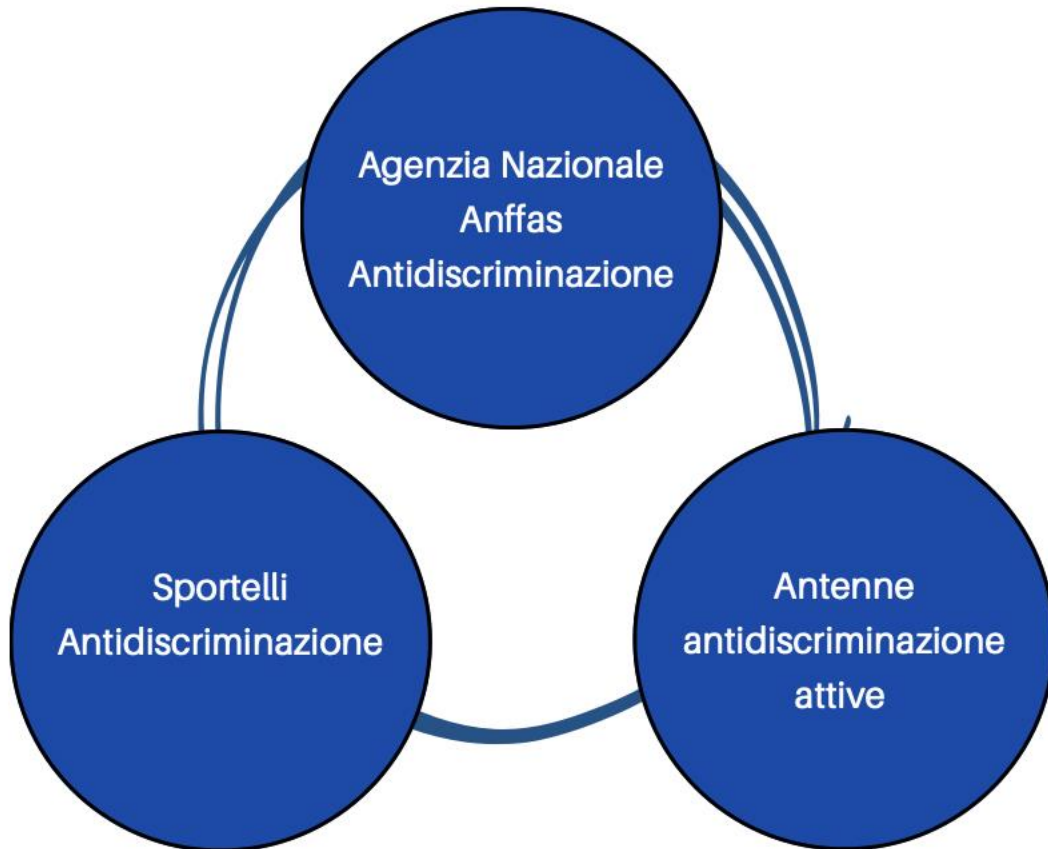 Agenzia Nazionale
Anffas
Antidiscriminazione
Sportelli
Antidiscriminazione
Antenne
antidiscriminazione
attive